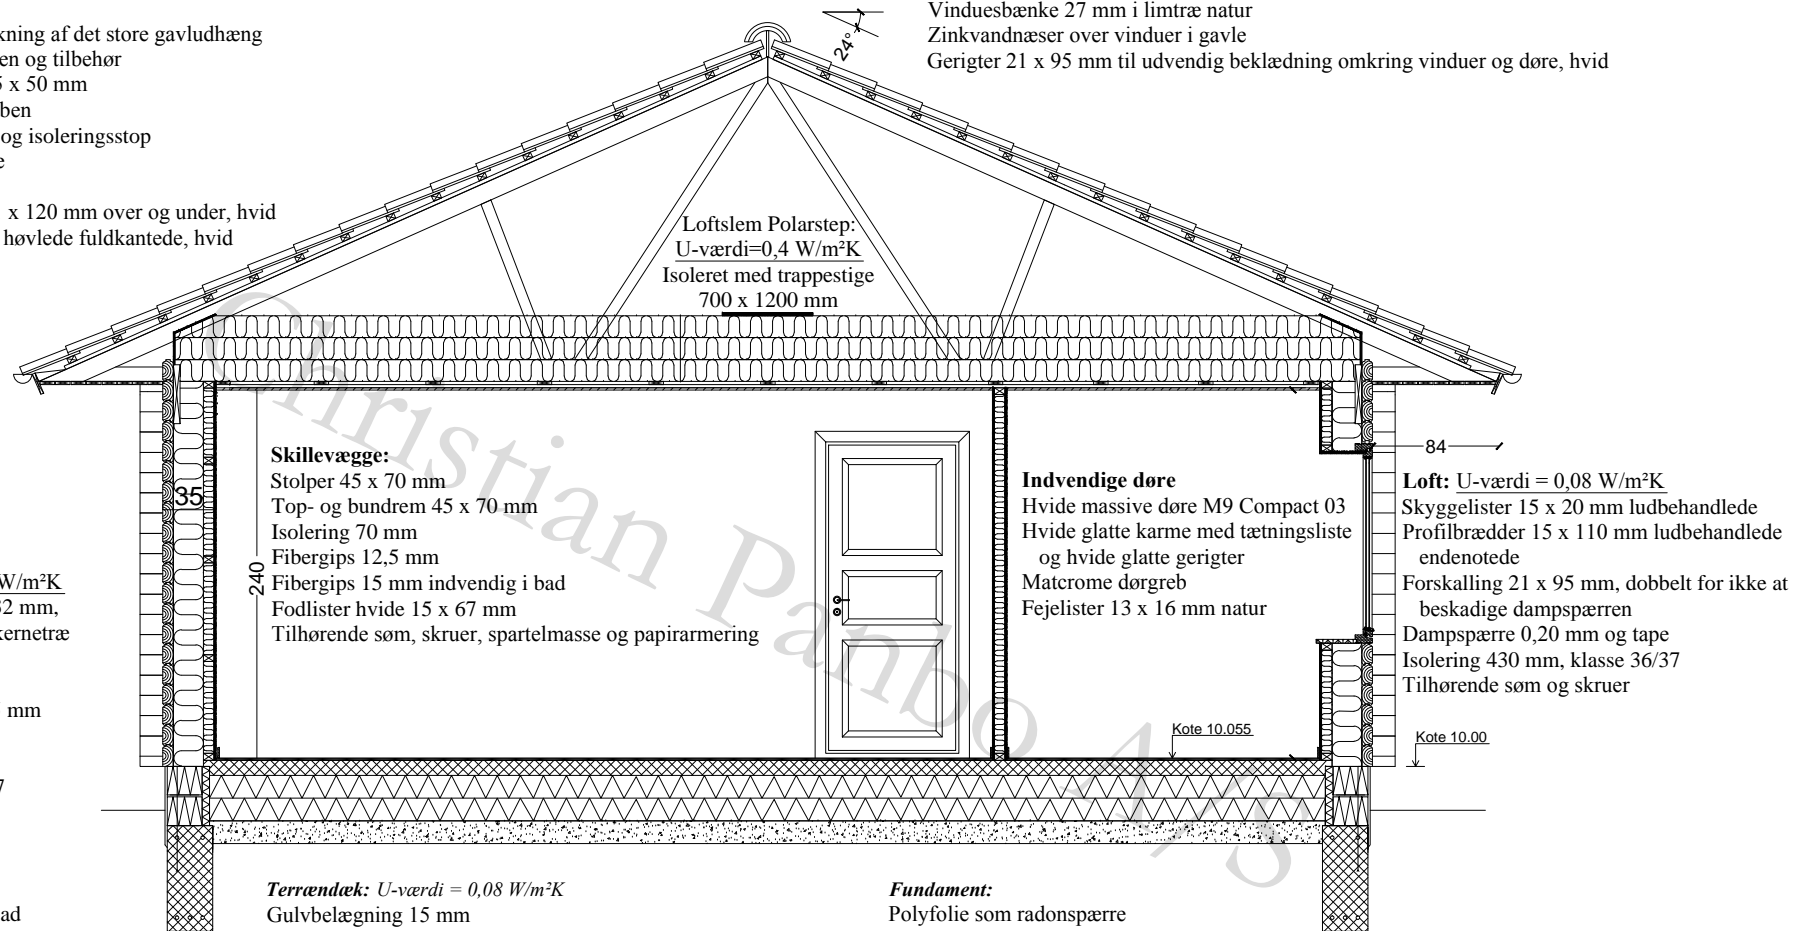 kning af det store gavludhæng
en og tilbehør
5 x 50 mm
ben
og isoleringsstop
e
x 120 mm over og under, hvid
høvlede fuldkantede, hvid
24°
Vinduesbænke 27 mm i limtræ natur
Zinkvandnæser over vinduer i gavle
Gerigter 21 x 95 mm til udvendig beklædning omkring vinduer og døre, hvid
Loftslem Polarstep:
U-værdi=0,4 W/m²K
Isoleret med trappestige
700 x 1200 mm
Christian Panbo A/S
35
240
Skillevægge:
Stolper 45 x 70 mm
Top- og bundrem 45 x 70 mm
Isolering 70 mm
Fibergips 12,5 mm
Fibergips 15 mm indvendig i bad
Fodlister hvide 15 x 67 mm
Tilhørende søm, skruer, spartelmasse og papirarmering
Indvendige døre
Hvide massive døre M9 Compact 03
Hvide glatte karme med tætningsliste
og hvide glatte gerigter
Matcrome dørgreb
Fejelister 13 x 16 mm natur
84
Loft: U-værdi = 0,08 W/m²K
Skyggelister 15 x 20 mm ludbehandlede
Profilbrædder 15 x 110 mm ludbehandlede
endenotede
Forskalling 21 x 95 mm, dobbelt for ikke at
beskadige dampspærren
Dampspærre 0,20 mm og tape
Isolering 430 mm, klasse 36/37
Tilhørende søm og skruer
W/m²K
32 mm,
kernetræ
mm
7
ad
Kote 10.055
Kote 10.00
Terrændæk: U-værdi = 0,08 W/m²K
Gulvbelægning 15 mm
Fundament:
Polyfolie som radonspærre